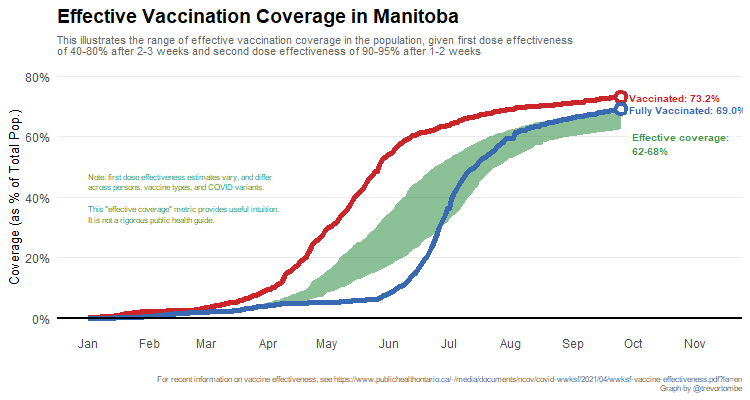 Effective Vaccination Coverage in Manitoba
This illustrates the range of effective vaccination coverage in the population, given first dose effectiveness
of 40-80% after 2-3 weeks and second dose effectiveness of 90-95% after 1-2 weeks
Coverage (as % of Total Pop.)
80%
60%
40%
20%
0%
Vaccinated: 73.2%
Fully Vaccinated: 69.0%
Effective coverage:
62-68%
Note: first dose effectiveness estimates vary, and differ
across persons, vaccine types, and COVID variants.
This "effective coverage" metric provides useful intuition.
It is not a rigorous public health guide.
Jan Feb Mar Apr May Jun Jul Aug Sep Oct Nov
For recent information on vaccine effectiveness, see https://www.publichealthontario.ca/-/media/documents/ncov/covid-wwksf/2021/04/wwksf-vaccine-effectiveness.pdf?la=en
Graph by @trevortombe